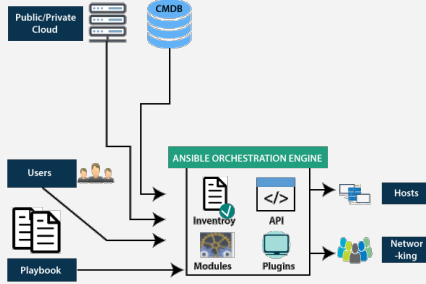 Public/Private
Cloud
CMDB
ANSIBLE ORCHESTRATION ENGINE
Users
Inventroy
API
Hosts
Networ
-king
Modules
Plugins
Playbook